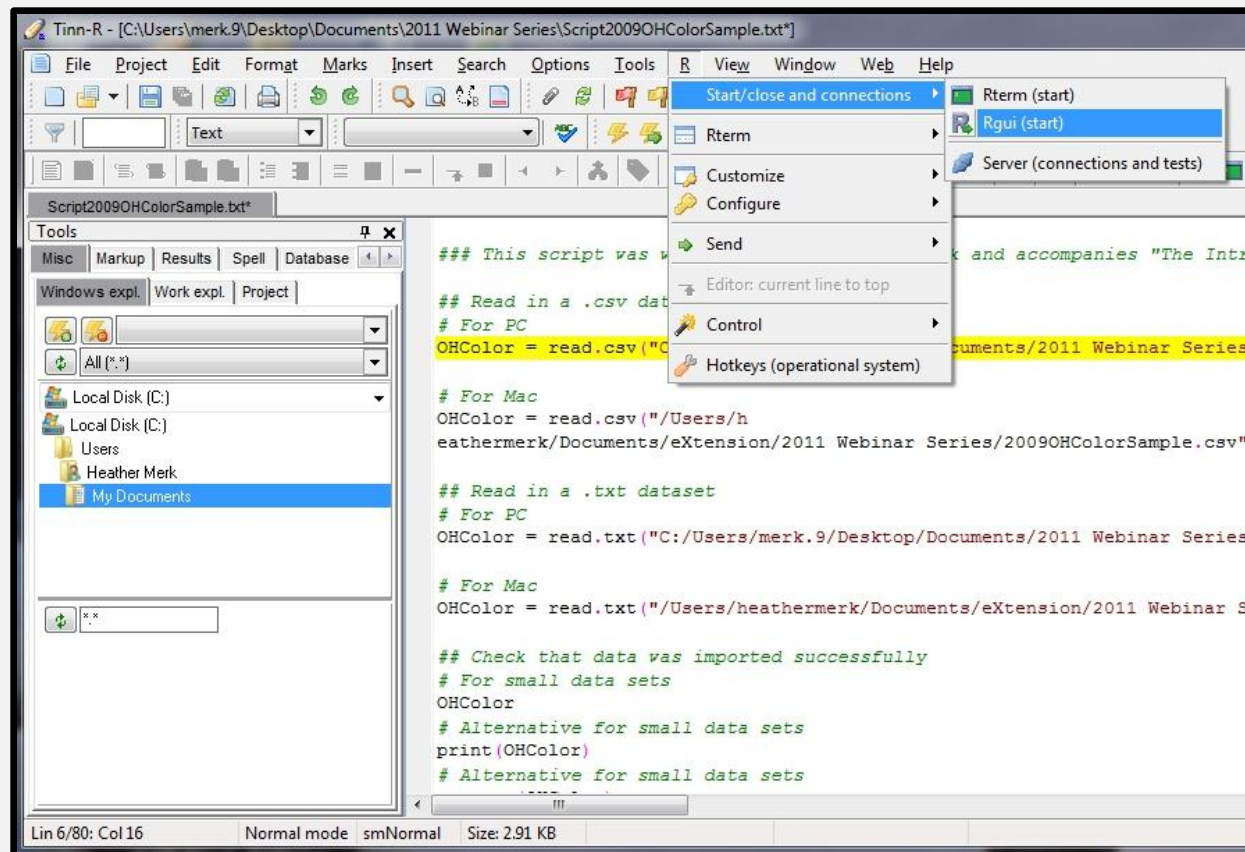 Tinn-R - [C:\Users\merk.9\Desktop\Documents\2011 Webinar Series\Script2009OHColorSample.txt*]
File Project Edit Format Marks Insert Search Options Tools R View Window Web Help
Start/close and connections
Rterm (start)
Rgui (start)
Server (connections and tests)
Rterm
Customize
Configure
Send
Editor: current line to top
Control
Hotkeys (operational system)
Text
Script2009OHColorSample.txt*
Tools
Misc Markup Results Spell Database
Windows expl. Work expl. Project
All (*.*)
Local Disk (C:)
Local Disk (C:)
Users
Heather Merk
My Documents
*.*
### This script was k and accompanies "The Intr
## Read in a .csv dat
# For PC
OHColor = read.csv("C cuments/2011 Webinar Series
# For Mac
OHColor = read.csv("/Users/h
eathermerk/Documents/eXtension/2011 Webinar Series/2009OHColorSample.csv"
## Read in a .txt dataset
# For PC
OHColor = read.txt("C:/Users/merk.9/Desktop/Documents/2011 Webinar Series
# For Mac
OHColor = read.txt("/Users/heathermerk/Documents/eXtension/2011 Webinar S
## Check that data was imported successfully
# For small data sets
OHColor
# Alternative for small data sets
print(OHColor)
# Alternative for small data sets
Lin 6/80: Col 16 Normal mode smNormal Size: 2.91 KB